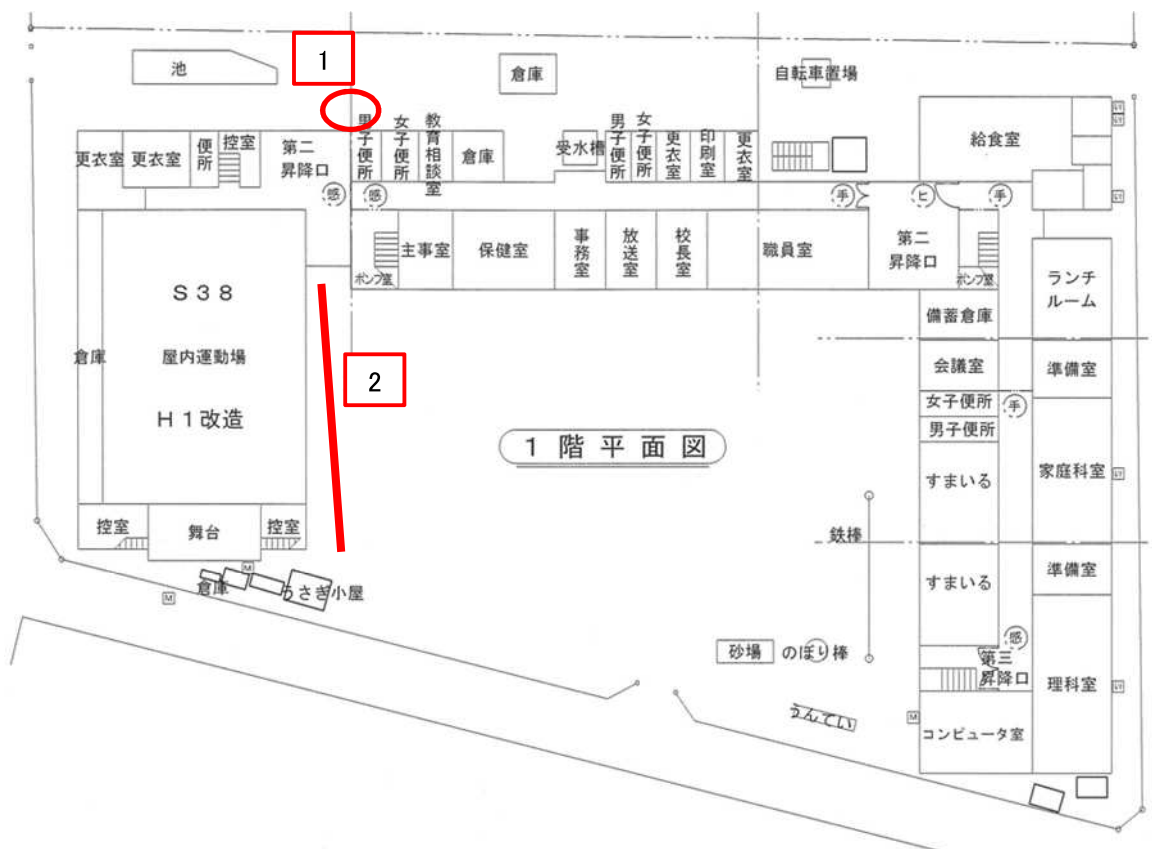 1
池
倉庫
自転車置場
男子便所
女子便所
教育相談室
倉庫
受水槽
男子便所
女子便所
更衣室
印刷室
更衣室
給食室
更衣室
更衣室
便所
控室
第二
昇降口
感
感
手
ヒ
手
主事室
保健室
事務室
放送室
校長室
職員室
第二
昇降口
ポンプ室
ポンプ室
ランチ
ルーム
S38
屋内運動場
H1改造
倉庫
2
備蓄倉庫
会議室
準備室
女子便所
手
男子便所
1階平面図
すまいる
家庭科室
鉄棒
控室
舞台
控室
すまいる
準備室
M
倉庫
うさぎ小屋
M
感
砂場
のぼり棒
第三
昇降口
理科室
うんてい
M
コンピュータ室